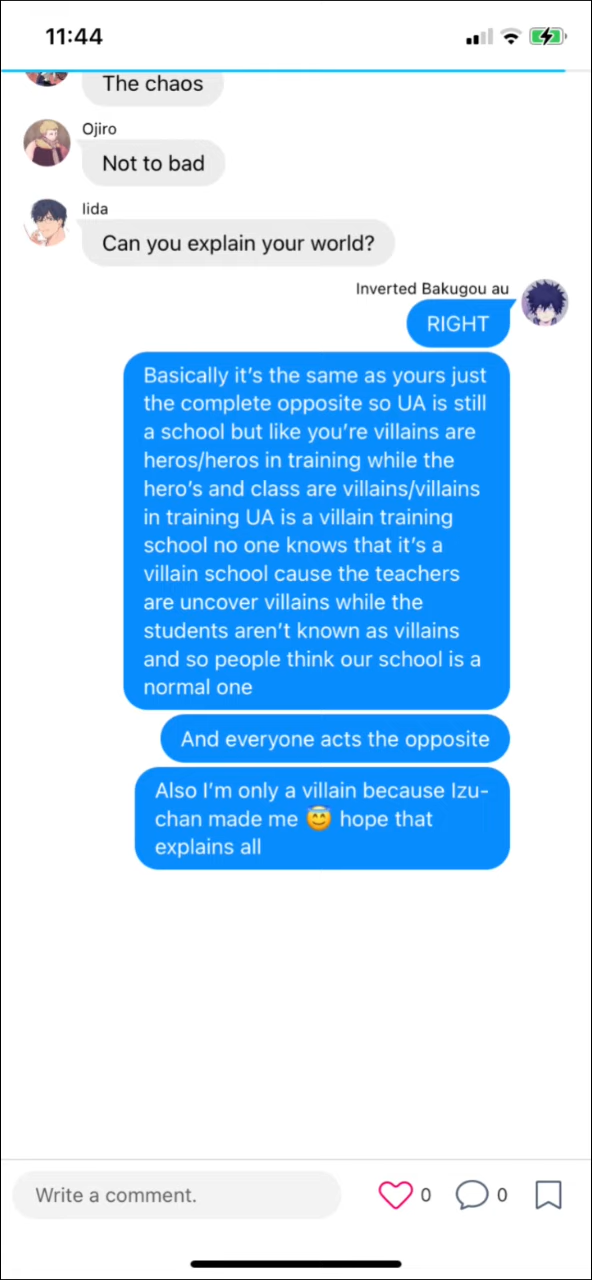 11:44
The chaos
Ojiro
Not to bad
Iida
Can you explain your world?
Inverted Bakugou au
RIGHT
Basically it’s the same as yours just
the complete opposite so UA is still
a school but like you’re villains are
heros/heros in training while the
hero’s and class are villains/villains
in training UA is a villain training
school no one knows that it’s a
villain school cause the teachers
are uncover villains while the
students aren’t known as villains
and so people think our school is a
normal one
And everyone acts the opposite
Also I’m only a villain because Izu-
chan made me 😇 hope that
explains all
Write a comment.
0
0